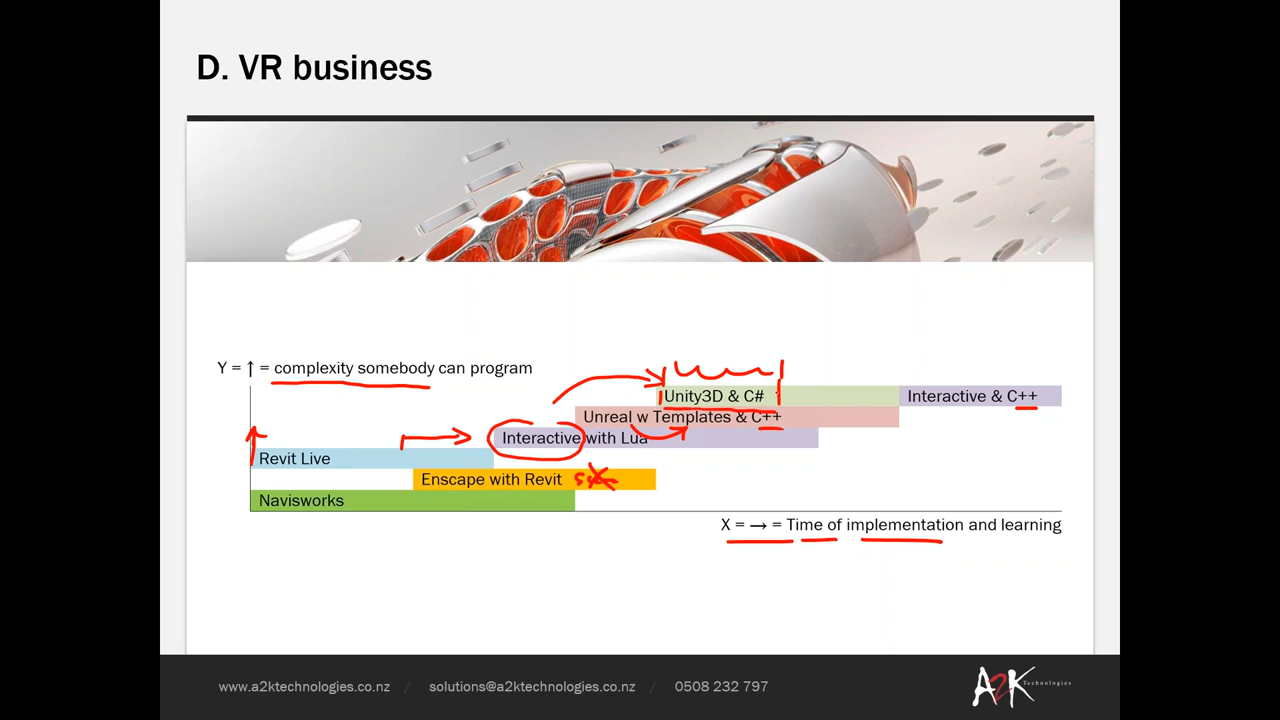 D. VR business
Y = ↑ = complexity somebody can program
Unity3D & C#
Interactive & C++
Unreal w Templates & C++
Interactive with Lua
Revit Live
Enscape with Revit
Navisworks
X = → = Time of implementation and learning
www.a2ktechnologies.co.nz / solutions@a2ktechnologies.co.nz / 0508 232 797
A2K Technologies